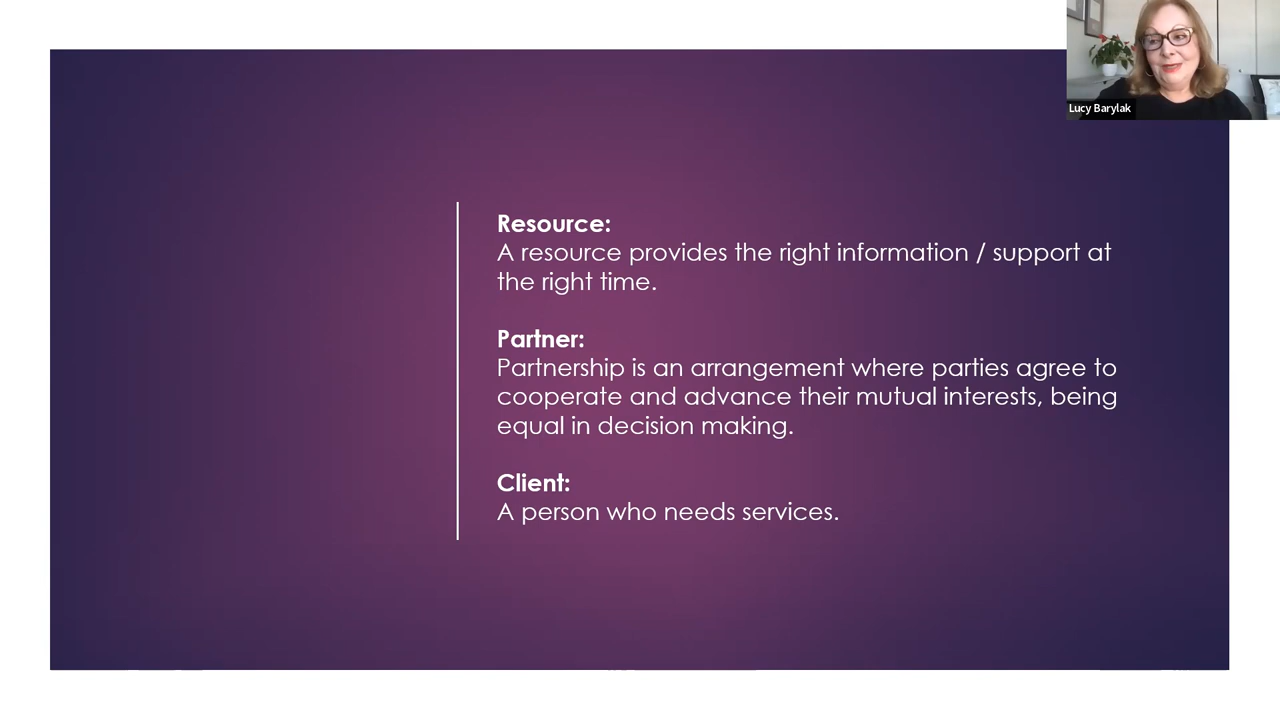 Lucy Barylak
Resource:
A resource provides the right information / support at
the right time.
Partner:
Partnership is an arrangement where parties agree to
cooperate and advance their mutual interests, being
equal in decision making.
Client:
A person who needs services.